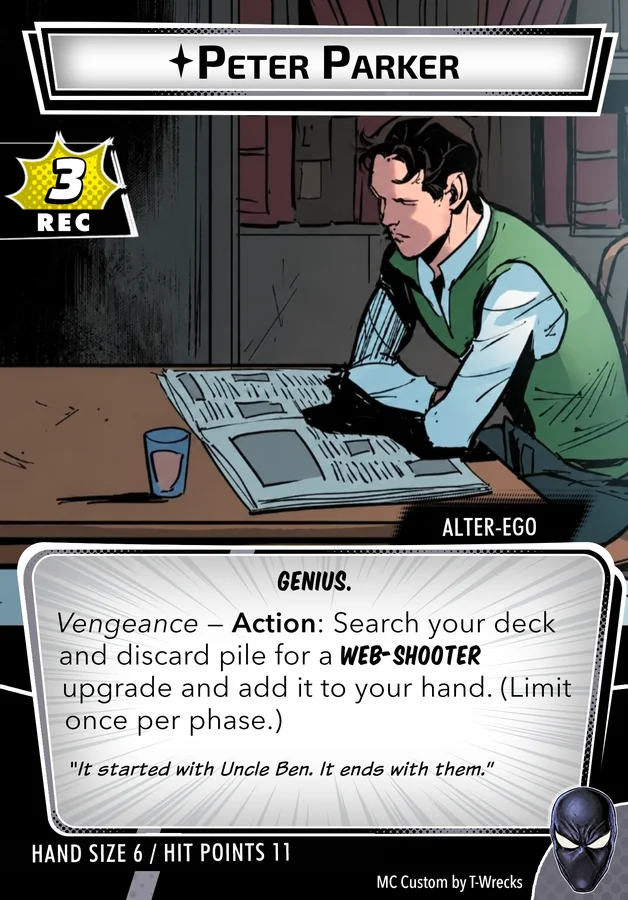 ✦PETER PARKER
3
REC
ALTER-EGO
GENIUS.
Vengeance – Action: Search your deck
and discard pile for a WEB-SHOOTER
upgrade and add it to your hand. (Limit
once per phase.)
"It started with Uncle Ben. It ends with them."
HAND SIZE 6 / HIT POINTS 11
MC Custom by T-Wrecks